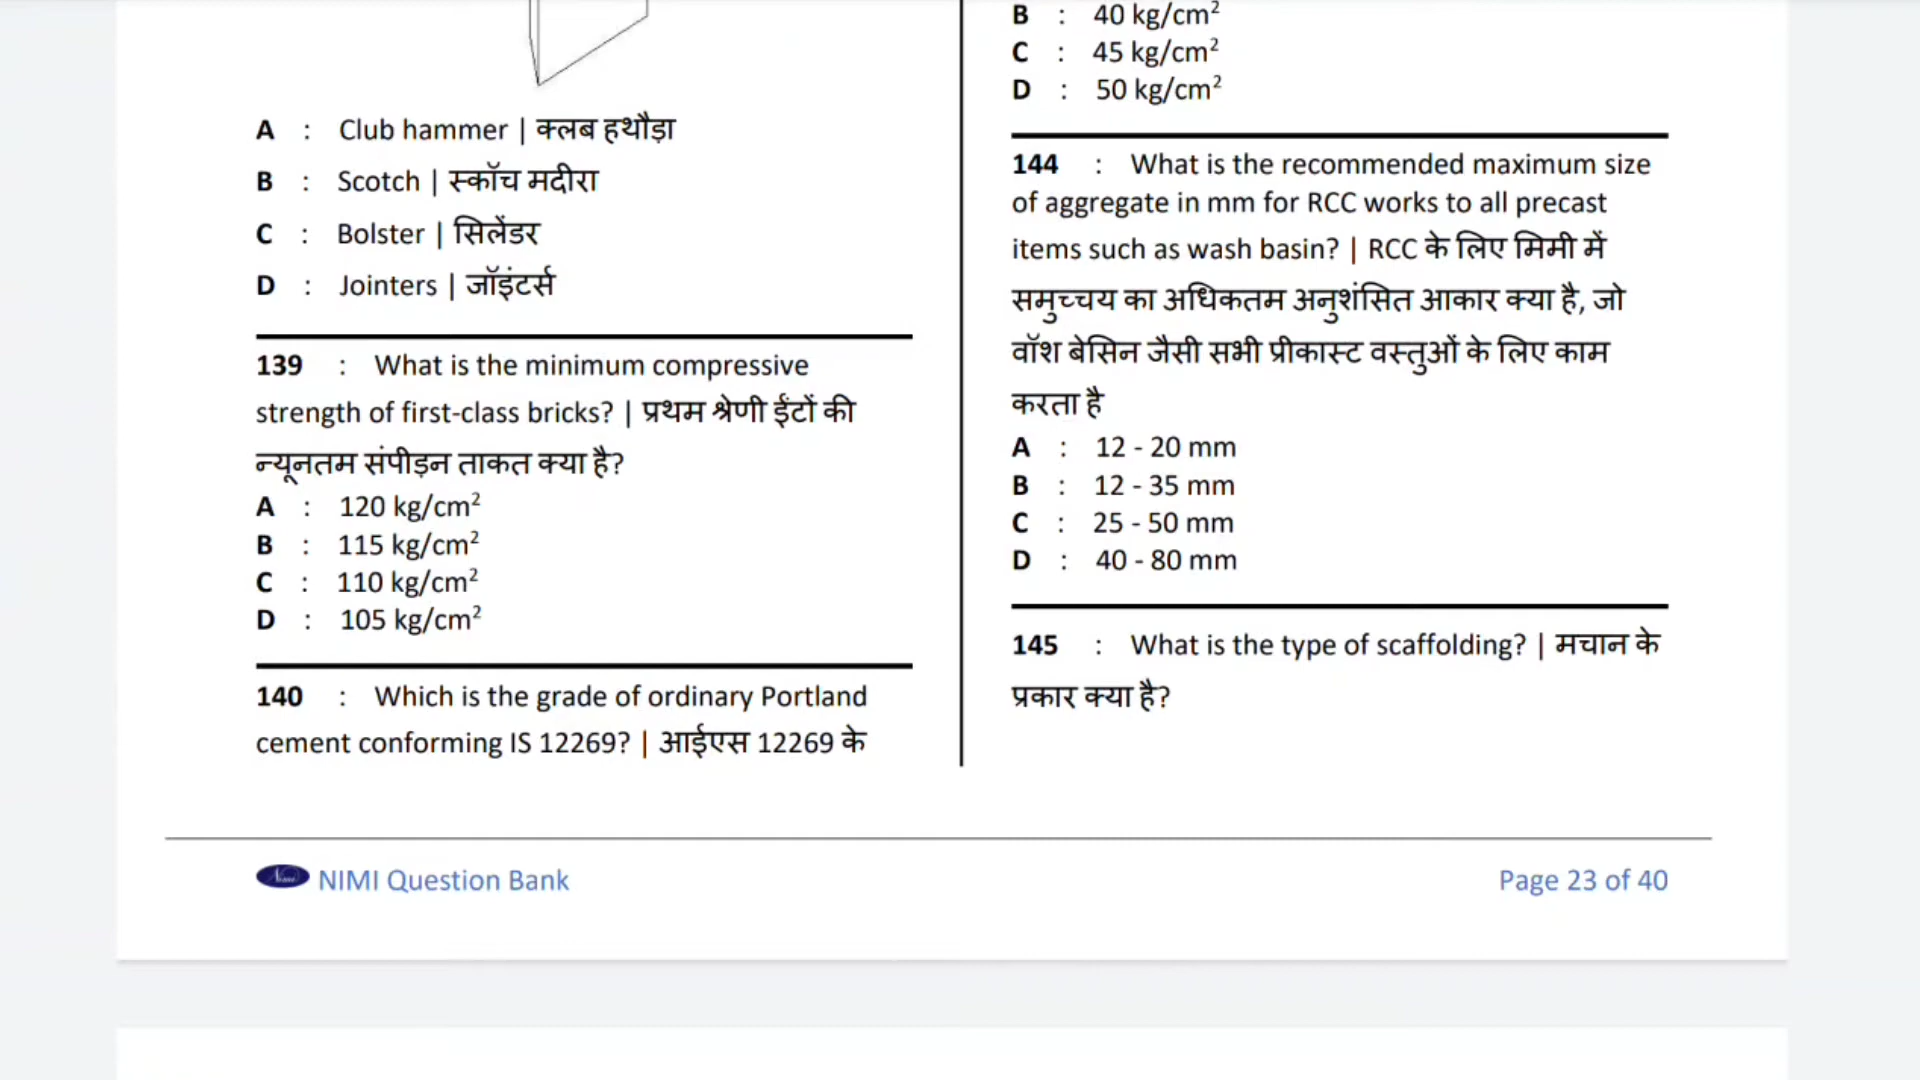 A : Club hammer | क्लब हथौड़ा
B : Scotch | स्कॉच मदीरा
C : Bolster | सिलेंडर
D : Jointers | जॉइंटर्स
139 : What is the minimum compressive
strength of first-class bricks? | प्रथम श्रेणी ईंटों की
न्यूनतम संपीड़न ताकत क्या है?
A : 120 kg/cm²
B : 115 kg/cm²
C : 110 kg/cm²
D : 105 kg/cm²
140 : Which is the grade of ordinary Portland
cement conforming IS 12269? | आईएस 12269 के
B : 40 kg/cm²
C : 45 kg/cm²
D : 50 kg/cm²
144 : What is the recommended maximum size
of aggregate in mm for RCC works to all precast
items such as wash basin? | RCC के लिए मिमी में
समुच्चय का अधिकतम अनुशंसित आकार क्या है, जो
वॉश बेसिन जैसी सभी प्रीकास्ट वस्तुओं के लिए काम
करता है
A : 12 - 20 mm
B : 12 - 35 mm
C : 25 - 50 mm
D : 40 - 80 mm
145 : What is the type of scaffolding? | मचान के
प्रकार क्या है?
Nimi NIMI Question Bank
Page 23 of 40